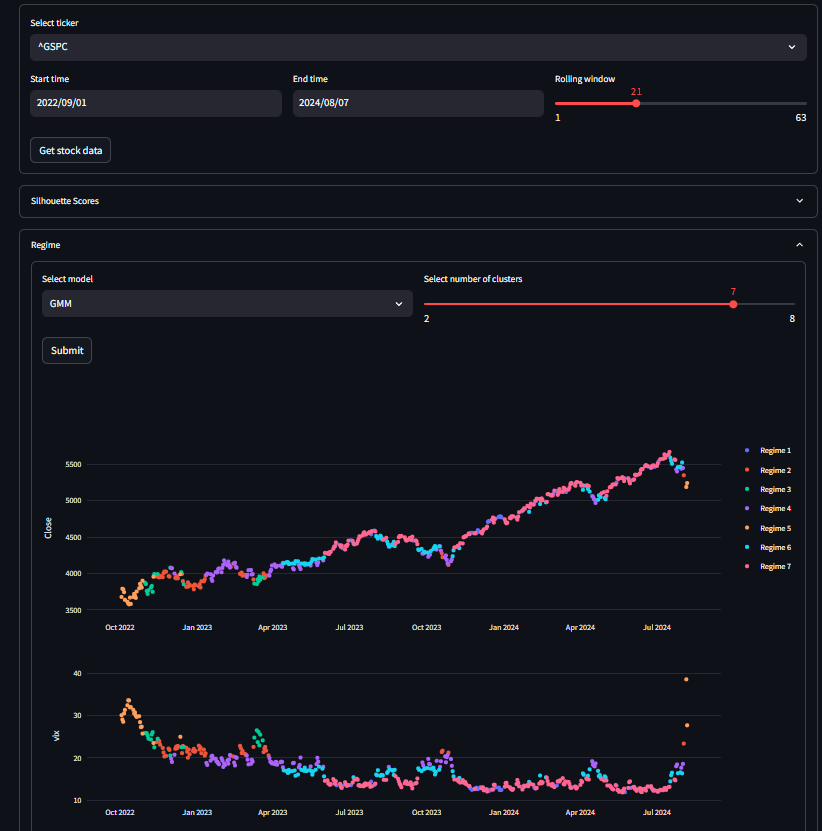 Select ticker
^GSPC
Start time
End time
Rolling window
21
2022/09/01
2024/08/07
1
63
Get stock data
Silhouette Scores
Regime
Select model
Select number of clusters
7
GMM
2
8
Submit
Close
5500
5000
4500
4000
3500
Oct 2022
Jan 2023
Apr 2023
Jul 2023
Oct 2023
Jan 2024
Apr 2024
Jul 2024
Regime 1
Regime 2
Regime 3
Regime 4
Regime 5
Regime 6
Regime 7
vix
40
30
20
10
Oct 2022
Jan 2023
Apr 2023
Jul 2023
Oct 2023
Jan 2024
Apr 2024
Jul 2024